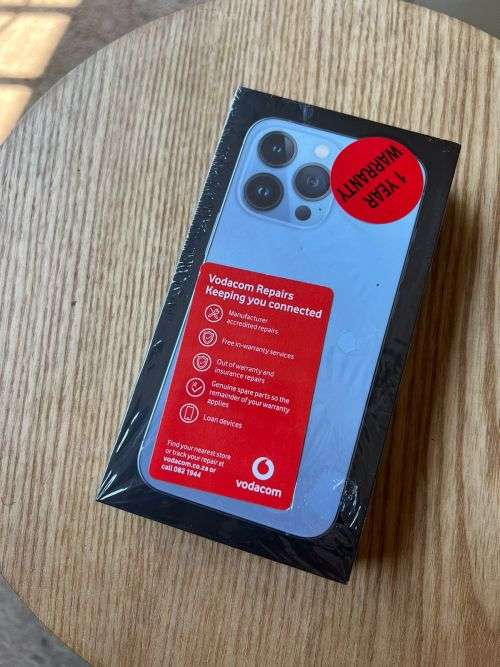 1 YEAR
WARRANTY
Vodacom Repairs
Keeping you connected
Manufacturer
accredited repairs
Free in-warranty services
Out of warranty and
insurance repairs
Genuine spare parts so the
remainder of your warranty
applies
Loan devices
Find your nearest store
or track your repair at
vodacom.co.za or
call 082 1944
vodacom